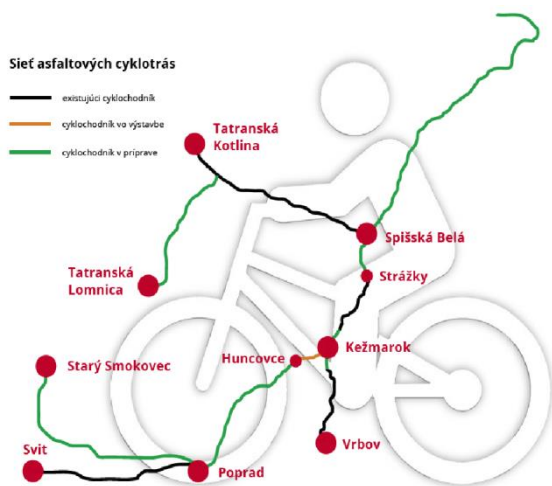 Sieť asfaltových cyklotrás
existujúci cyklochodník
cyklochodník vo výstavbe
cyklochodník v príprave
Tatranská
Kotlina
Spišská Belá
Strážky
Tatranská
Lomnica
Kežmarok
Huncovce
Starý Smokovec
Vrbov
Svit
Poprad